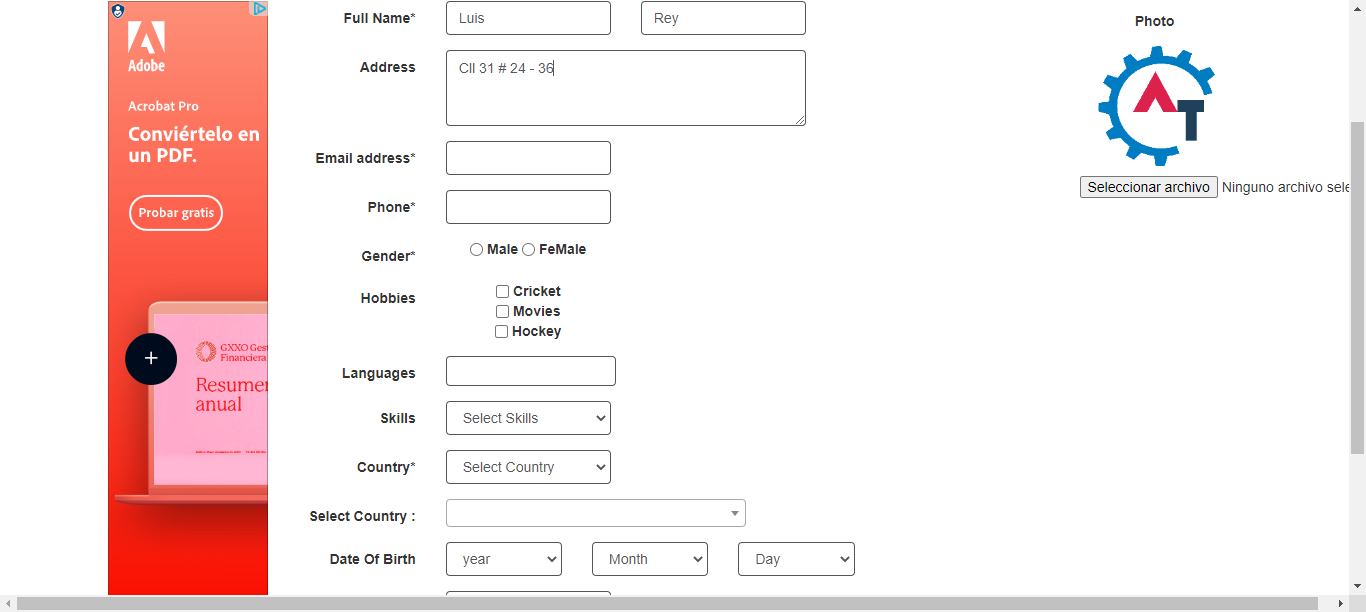 Adobe
Acrobat Pro
Conviértelo en
un PDF.
Probar gratis
GXXO Gest
Financiera
Resumen
anual
Full Name* Luis Rey
Address Cll 31 # 24 - 36
Email address*
Phone*
Gender* Male FeMale
Hobbies Cricket
Movies
Hockey
Languages
Skills Select Skills
Country* Select Country
Select Country :
Date Of Birth year Month Day
Photo
AT
Seleccionar archivo Ninguno archivo sele